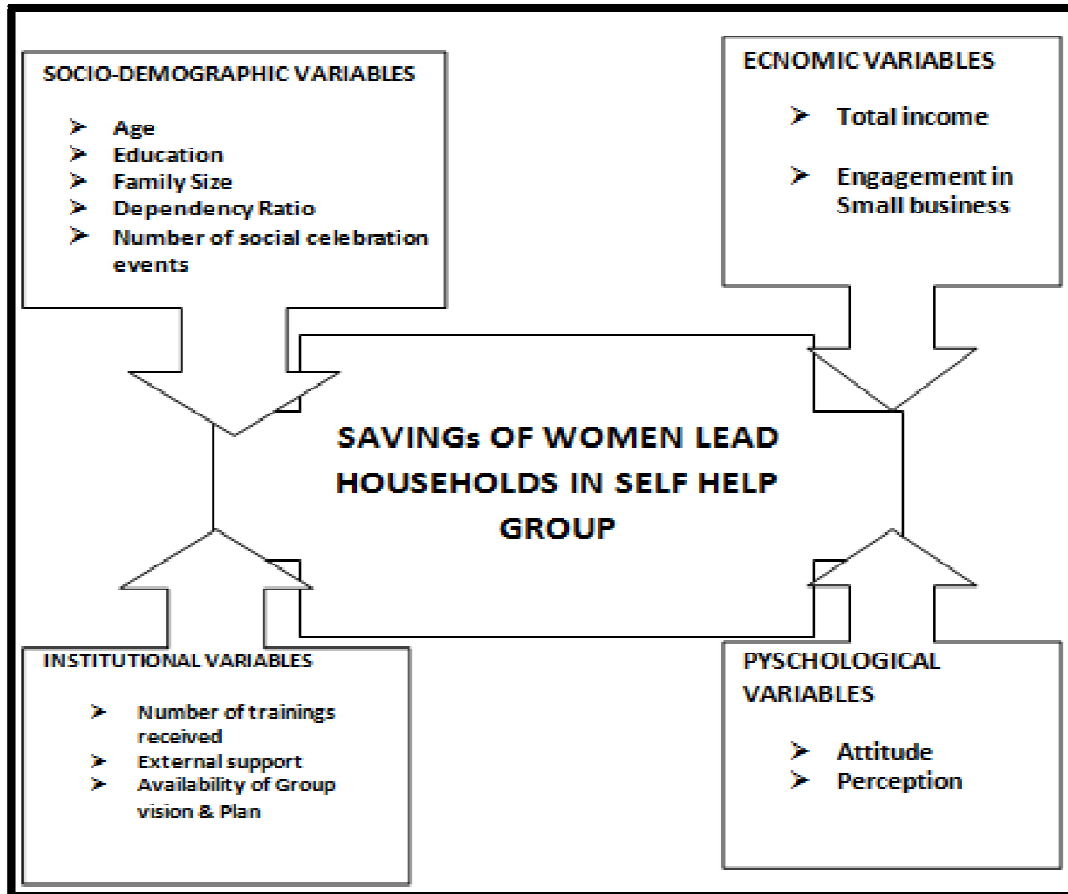 SOCIO-DEMOGRAPHIC VARIABLES
➤ Age
➤ Education
➤ Family Size
➤ Dependency Ratio
➤ Number of social celebration
events
ECNOMIC VARIABLES
➤ Total income
➤ Engagement in
Small business
SAVINGs OF WOMEN LEAD
HOUSEHOLDS IN SELF HELP
GROUP
INSTITUTIONAL VARIABLES
➤ Number of trainings
received
➤ External support
➤ Availability of Group
vision & Plan
PYSCHOLOGICAL
VARIABLES
➤ Attitude
➤ Perception